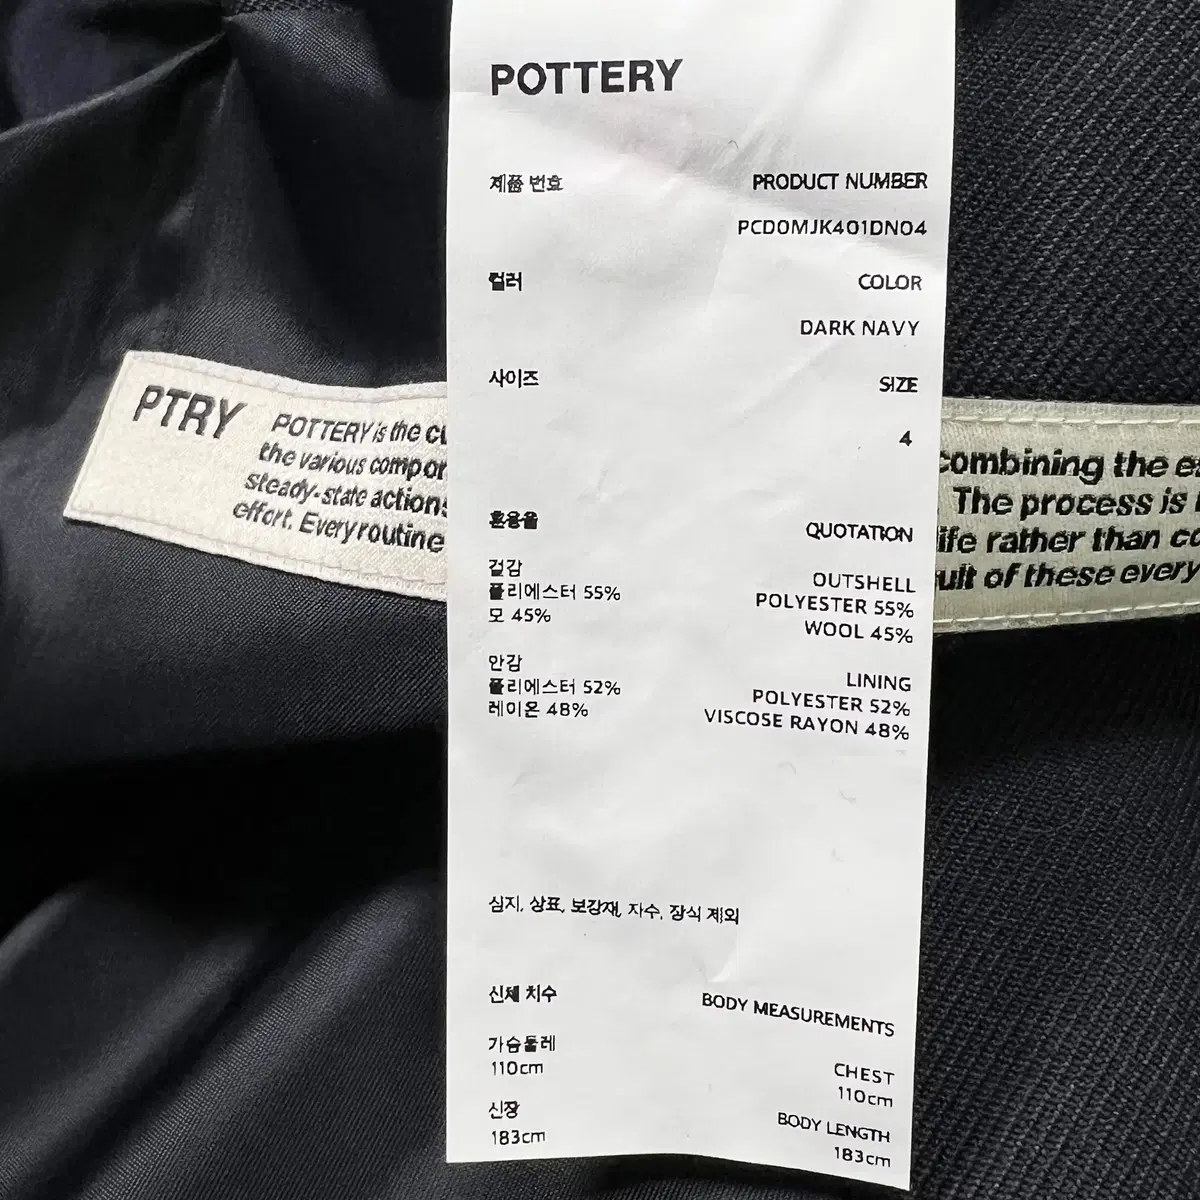 POTTERY
제품 번호 PRODUCT NUMBER
PCDOMJK401DN04
컬러 COLOR
DARK NAVY
사이즈 SIZE
4
혼용율 QUOTATION
겉감 OUTSHELL
폴리에스터 55% POLYESTER 55%
모 45% WOOL 45%
안감 LINING
폴리에스터 52% POLYESTER 52%
레이온 48% VISCOSE RAYON 48%
심지, 상표, 보강재, 자수, 장식 제외
신체 치수 BODY MEASUREMENTS
가슴둘레 CHEST
110cm 110cm
신장 BODY LENGTH
183cm 183cm
PTRY
POTTERY is the
the various
steady-state
effort. Every routine
combining the
The process is
rather than
of these every